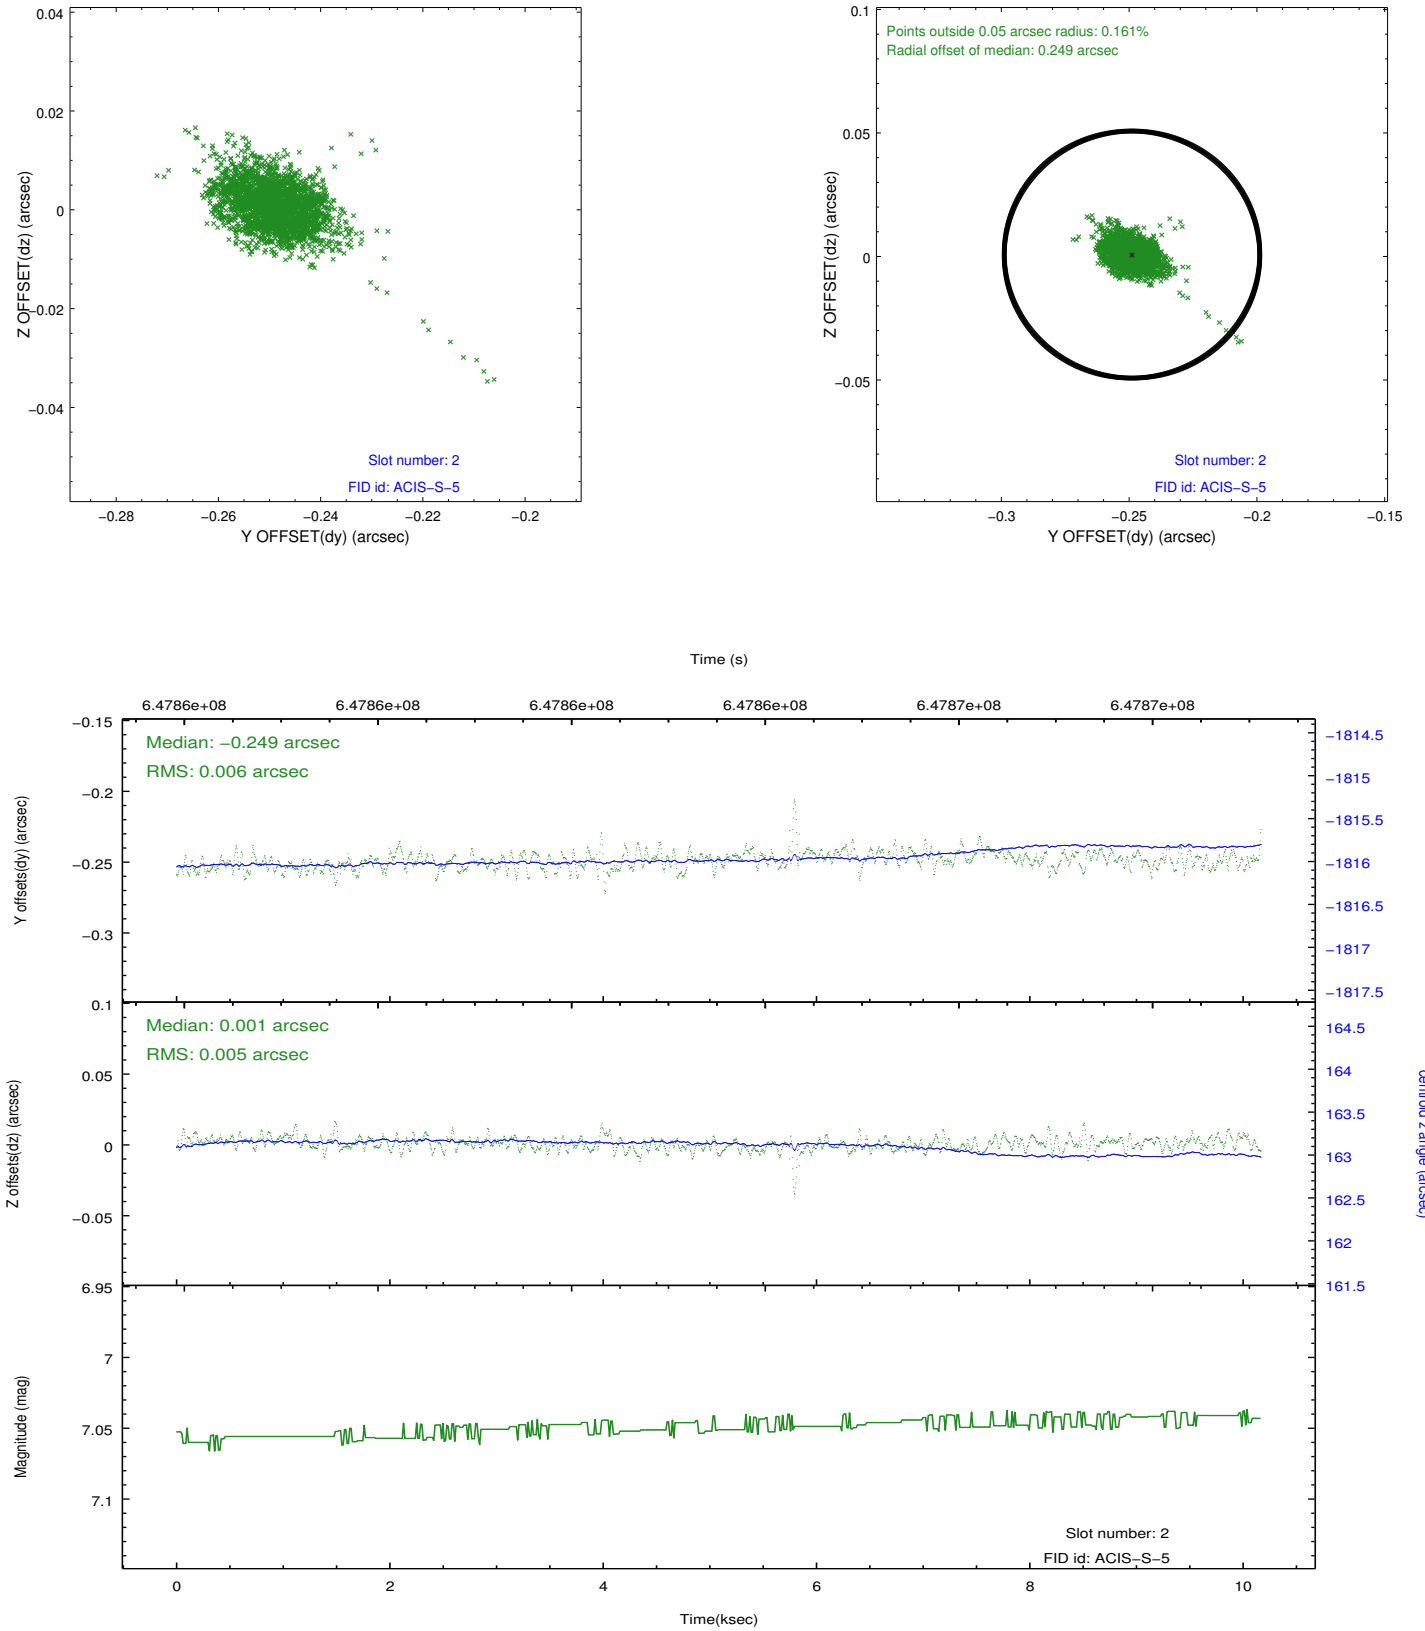 0.04
0.02
0
−0.02
−0.04
Z OFFSET(dz) (arcsec)
Slot number: 2
FID id: ACIS−S−5
−0.28
−0.26
−0.24
−0.22
−0.2
Y OFFSET(dy) (arcsec)
0.1
0.05
0
−0.05
Z OFFSET(dz) (arcsec)
Points outside 0.05 arcsec radius: 0.161%
Radial offset of median: 0.249 arcsec
Slot number: 2
FID id: ACIS−S−5
−0.3
−0.25
−0.2
−0.15
Y OFFSET(dy) (arcsec)
Time (s)
6.4786e+08
6.4786e+08
6.4786e+08
6.4786e+08
6.4787e+08
6.4787e+08
−0.15
−0.2
−0.25
−0.3
Y offsets(dy) (arcsec)
Median: −0.249 arcsec
RMS: 0.006 arcsec
−1814.5
−1815
−1815.5
−1816
−1816.5
−1817
−1817.5
0.1
0.05
0
−0.05
Z offsets(dz) (arcsec)
Median: 0.001 arcsec
RMS: 0.005 arcsec
164.5
164
163.5
163
162.5
162
161.5
centroid z angle (arcsec)
6.95
7
7.05
7.1
Magnitude (mag)
Slot number: 2
FID id: ACIS−S−5
0
2
4
6
8
10
Time(ksec)